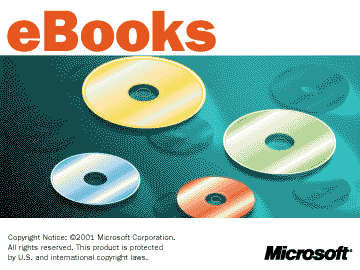 eBooks
Copyright Notice: ©2001 Microsoft Corporation.
All rights reserved. This product is protected
by U.S. and international copyright laws.
Microsoft